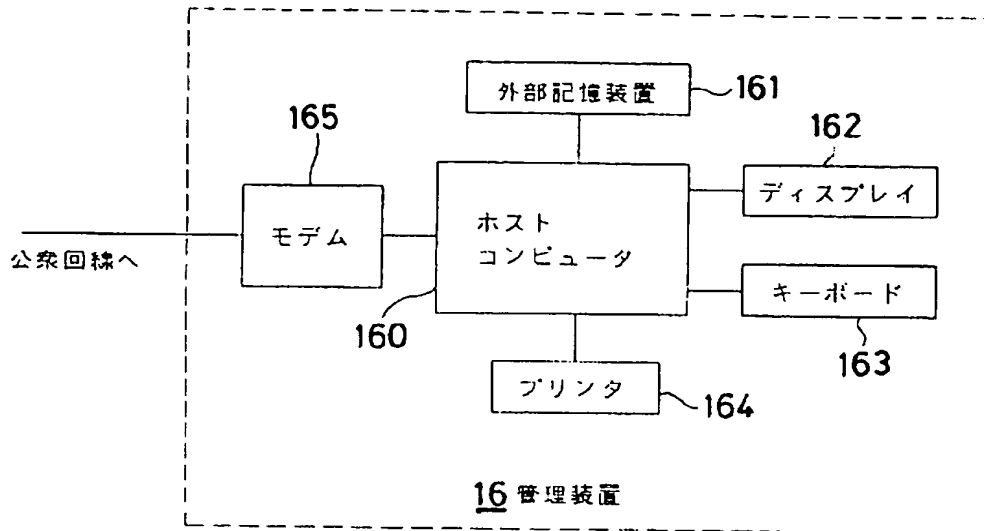 外部記憶装置
161
165
162
ディスプレイ
モデム
ホスト
コンピュータ
公衆回線へ
キーボード
160
163
プリンタ
164
16 管理装置